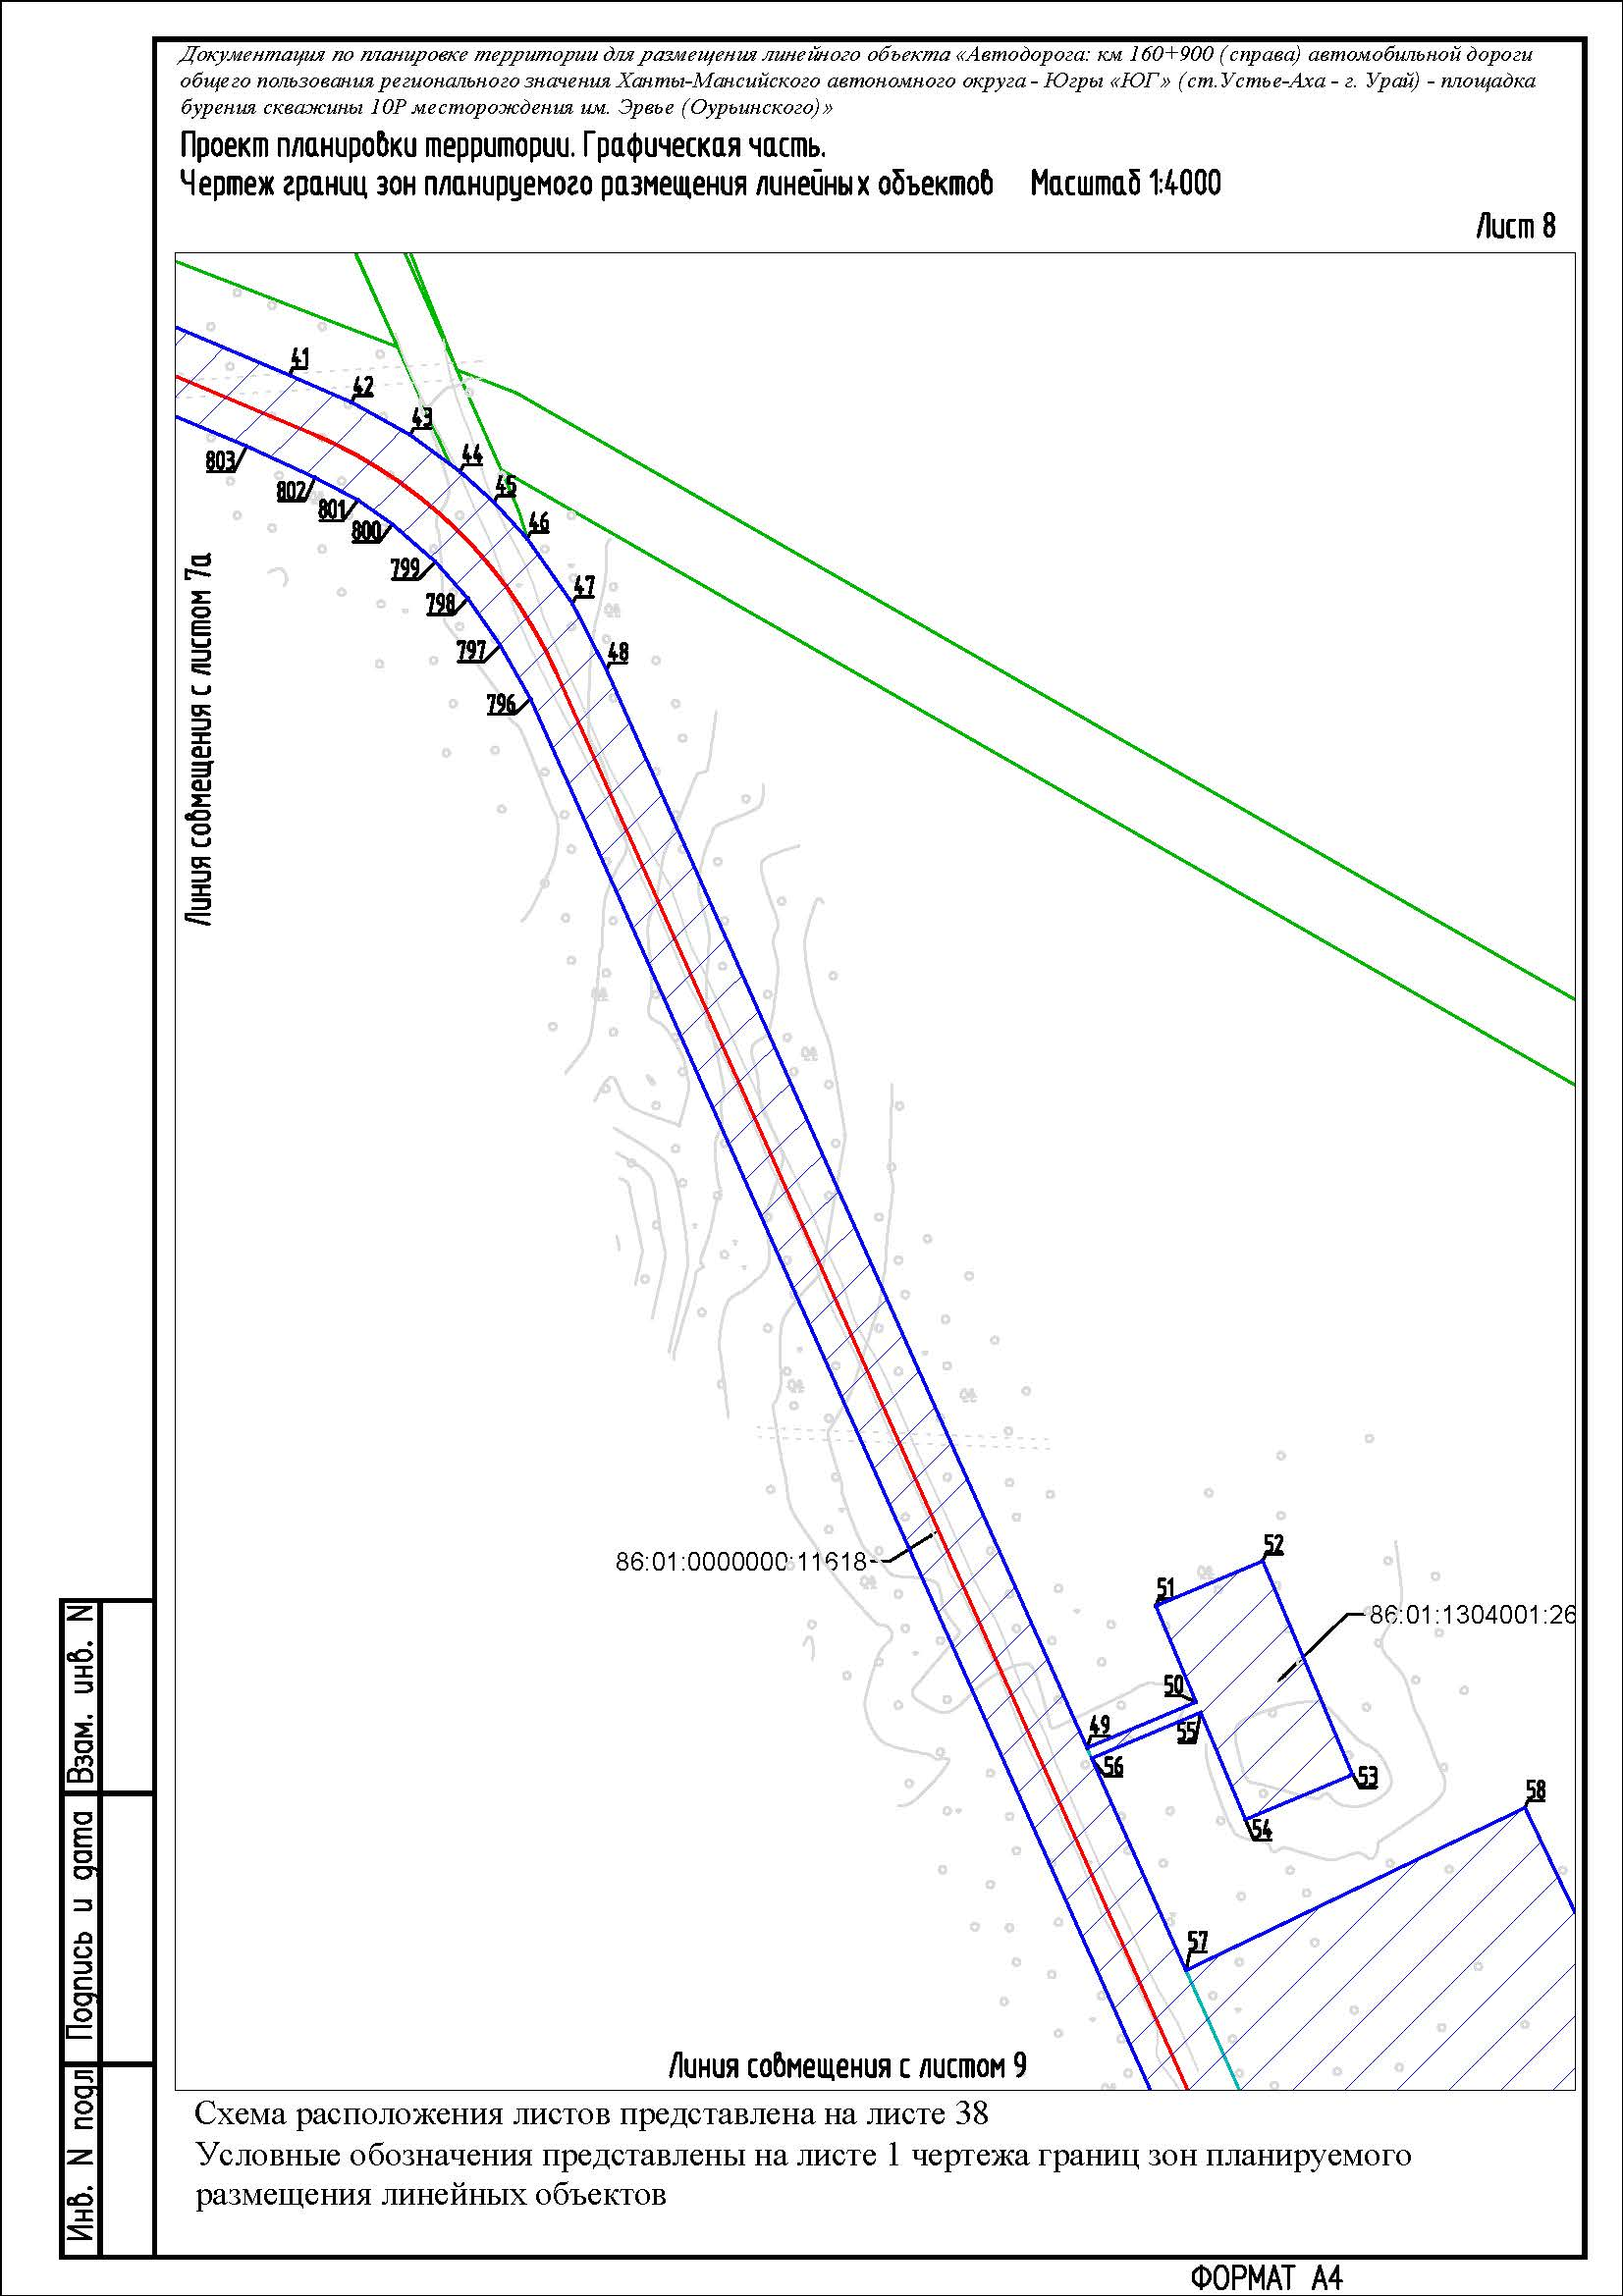 Документация по планировке территории для размещения линейного объекта «Автодорога: км 160+900 (справа) автомобильной дороги
общего пользования регионального значения Ханты-Мансийского автономного округа - Югры «ЮГ» (ст.Устье-Аха - г. Урай) - площадка
бурения скважины 10Р месторождения им. Эрвье (Оурьинского)»
Проект планировки территории. Графическая часть.
Чертеж границ зон планируемого размещения линейных объектов Масштаб 1:4000
Лист 8
41
42
43
44
45
46
47
48
803
802
801
800
799
798
797
796
Линия совмещения с листом 7а
86:01:0000000:11618
52
51
86:01:1304001:26
50
49
55
56
53
54
58
57
Линия совмещения с листом 9
Схема расположения листов представлена на листе 38
Условные обозначения представлены на листе 1 чертежа границ зон планируемого
размещения линейных объектов
Взам. инв. N
Подпись и дата
Инв. N подл
ФОРМАТ А4